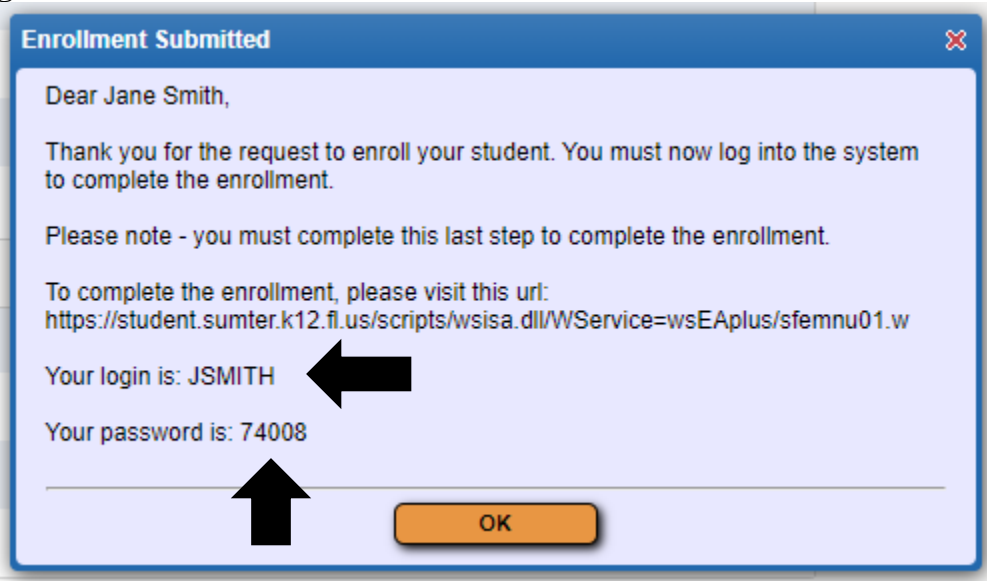 Enrollment Submitted
Dear Jane Smith,
Thank you for the request to enroll your student. You must now log into the system
to complete the enrollment.
Please note - you must complete this last step to complete the enrollment.
To complete the enrollment, please visit this url:
https://student.sumter.k12.fl.us/scripts/wsisa.dll/WService=wsEAplus/sfemnu01.w
Your login is: JSMITH
Your password is: 74008
OK